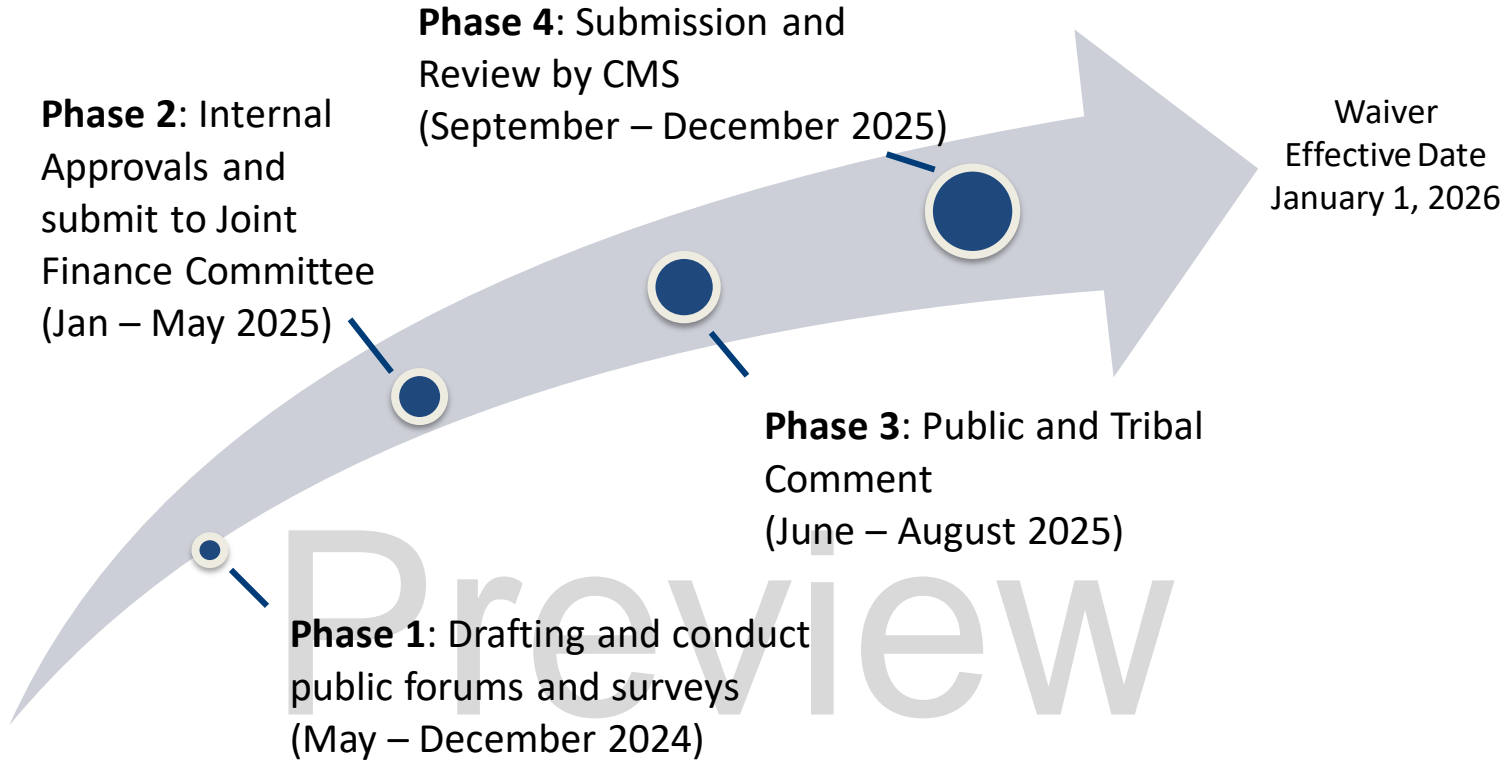 Phase 4: Submission and
Review by CMS
(September – December 2025)
Phase 2: Internal
Approvals and
submit to Joint
Finance Committee
(Jan – May 2025)
Waiver
Effective Date
January 1, 2026
Phase 3: Public and Tribal
Comment
(June – August 2025)
Preview
Phase 1: Drafting and conduct
public forums and surveys
(May – December 2024)